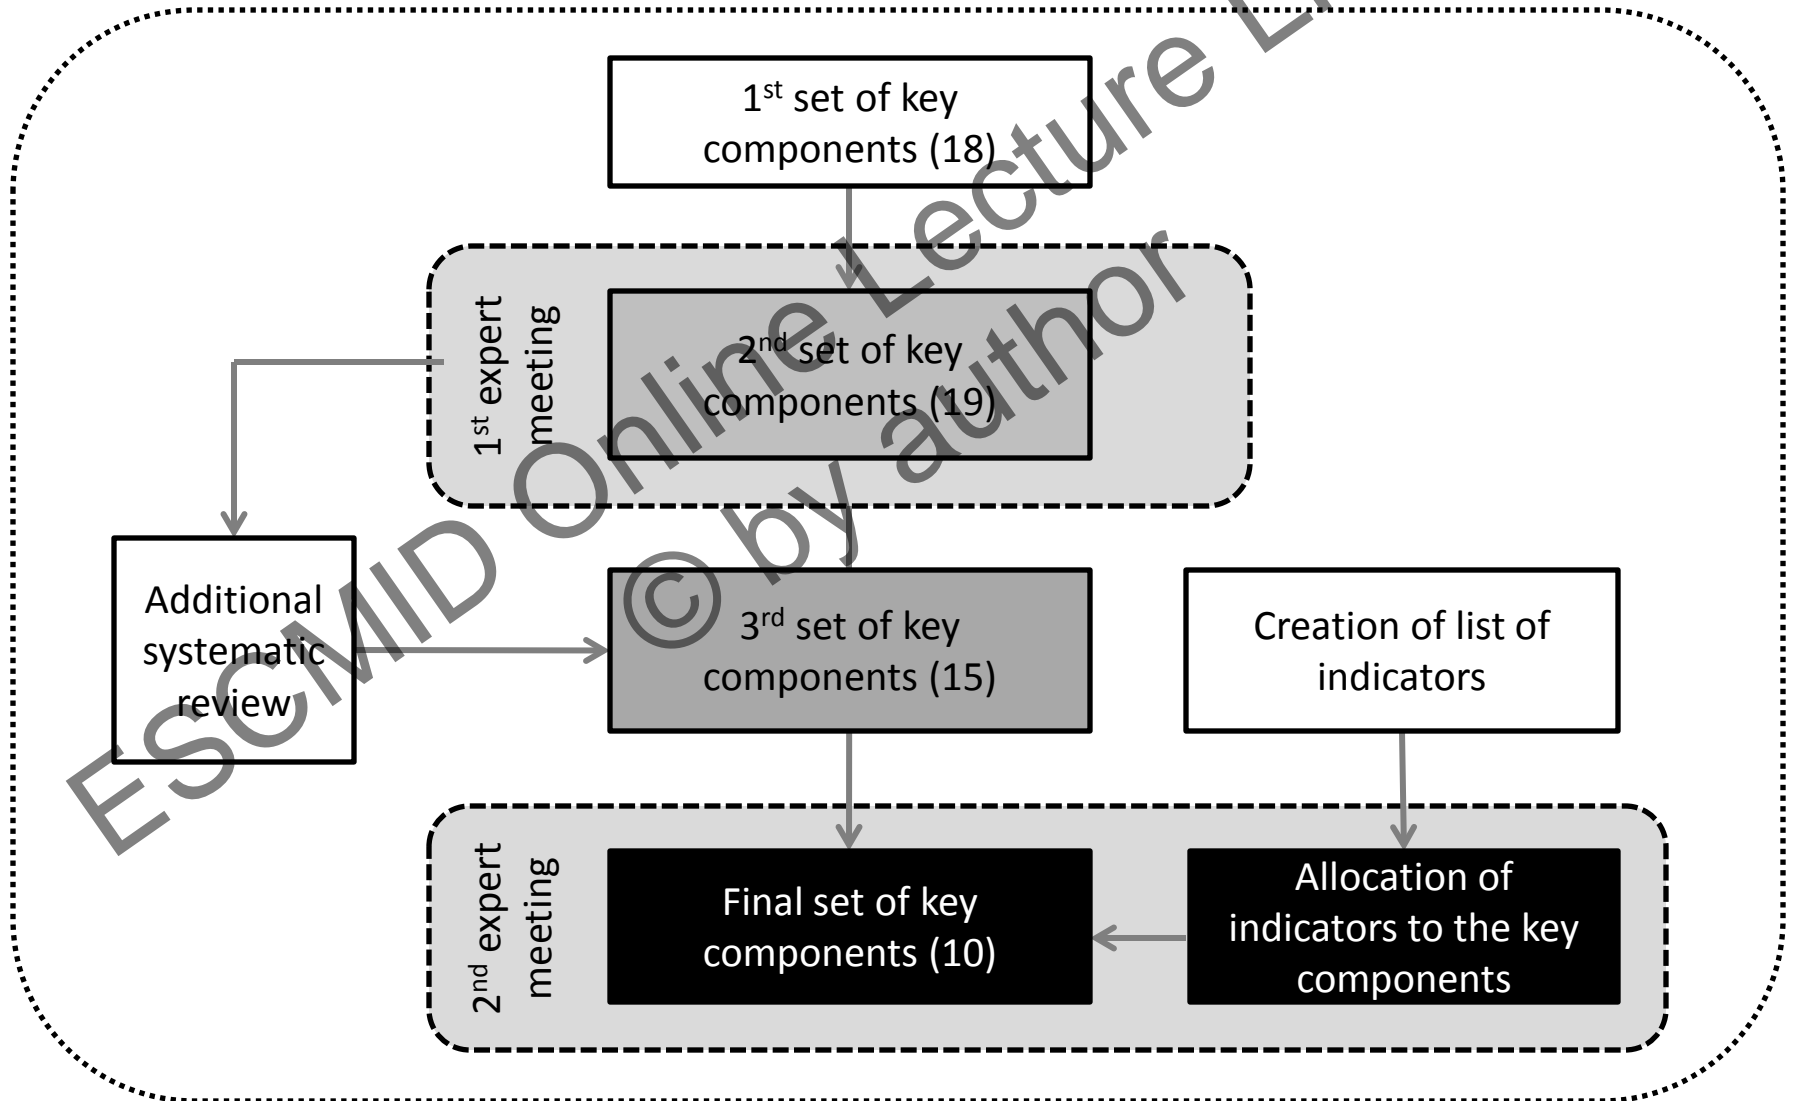 1st set of key
components (18)
1st expert
meeting
2nd set of key
components (19)
Additional
systematic
review
3rd set of key
components (15)
Creation of list of
indicators
2nd expert
meeting
Final set of key
components (10)
Allocation of
indicators to the key
components
ESCMID Online Lecture
© by author